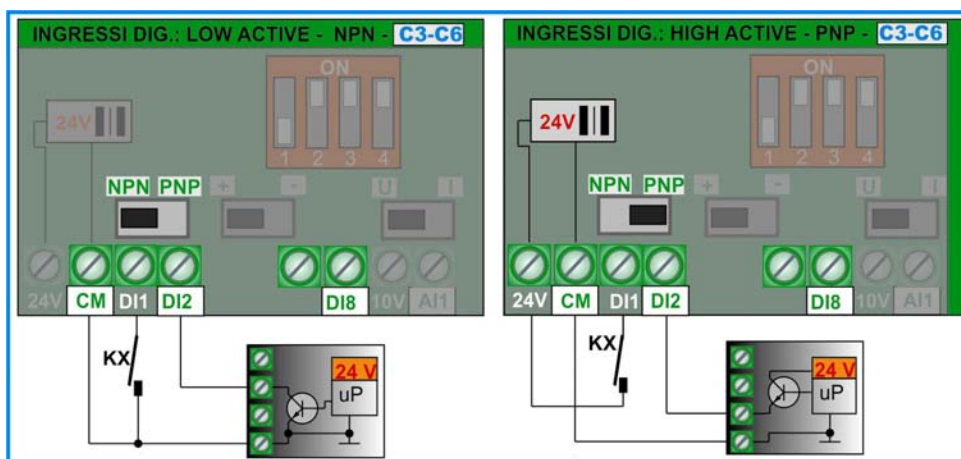 INGRESSI DIG.: LOW ACTIVE - NPN - C3-C6
ON
24V
1 2 3 4
NPN PNP + - U I
24V CM DI1 DI2 DI8 10V AI1
KX
24 V
uP
INGRESSI DIG.: HIGH ACTIVE - PNP - C3-C6
ON
24V
1 2 3 4
NPN PNP + - U I
24V CM DI1 DI2 DI8 10V AI1
KX
24 V
uP